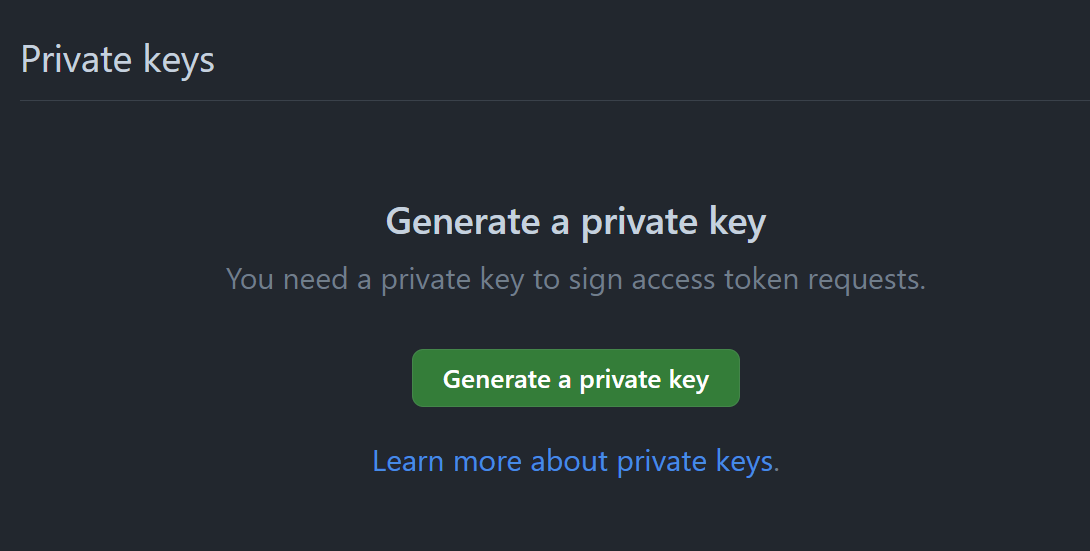 Private keys
Generate a private key
You need a private key to sign access token requests.
Generate a private key
Learn more about private keys.